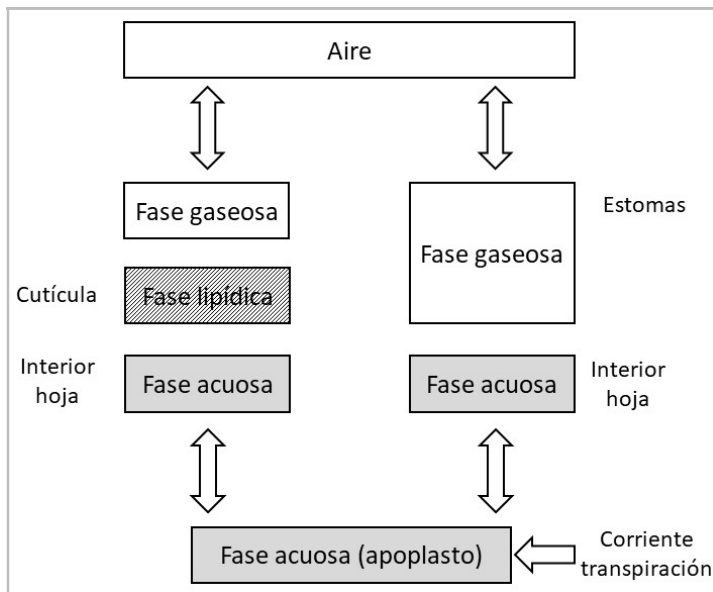 Aire
Fase gaseosa
Estomas
Fase gaseosa
Cutícula
Fase lipídica
Interior
hoja
Fase acuosa
Fase acuosa
Interior
hoja
Fase acuosa (apoplasto)
Corriente
transpiración